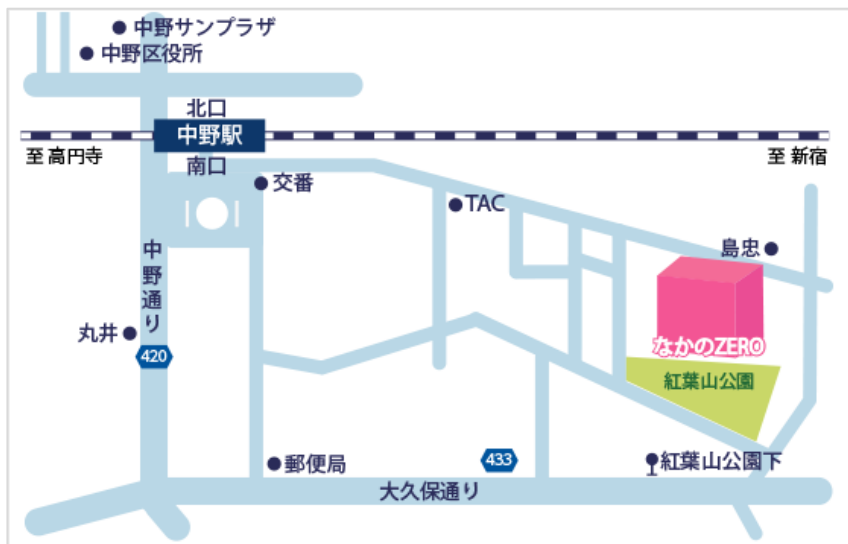 中野サンプラザ
中野区役所
北口
中野駅
至 高円寺
至 新宿
南口
交番
TAC
島忠
中野通り
丸井
420
なかのZERO
紅葉山公園
郵便局
433
紅葉山公園下
大久保通り